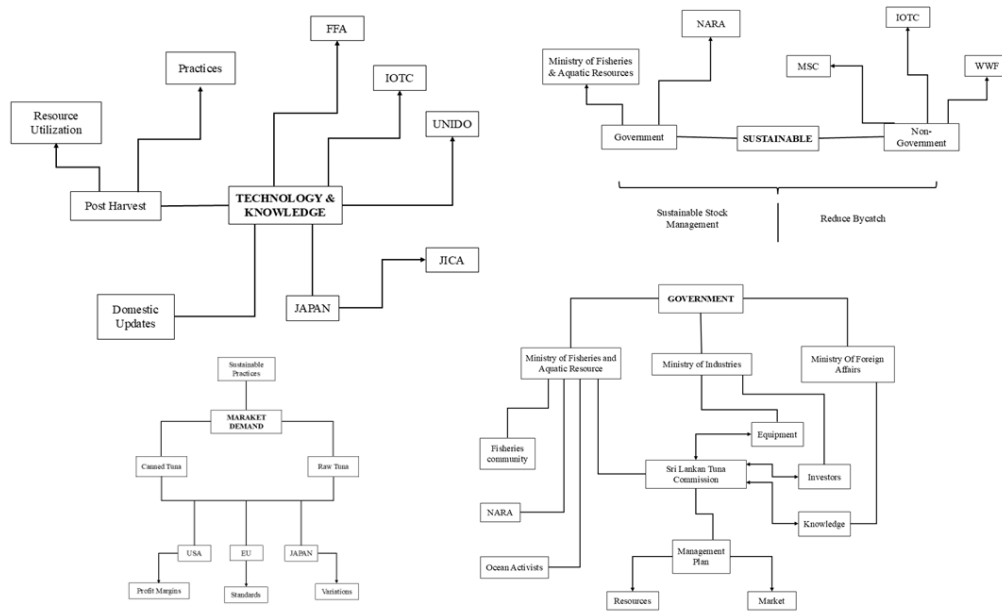 FFA
Practices
IOTC
Resource
Utilization
UNIDO
Post Harvest
TECHNOLOGY &
KNOWLEDGE
JICA
Domestic
Updates
JAPAN
NARA
IOTC
Ministry of Fisheries
& Aquatic Resources
MSC
WWF
Government
SUSTAINABLE
Non-
Government
Sustainable Stock
Management
Reduce Bycatch
Sustainable
Practices
MARAKET
DEMAND
Canned Tuna
Raw Tuna
USA
EU
JAPAN
Profit Margins
Standards
Variations
GOVERNMENT
Ministry of Fisheries and
Aquatic Resource
Ministry of Industries
Ministry Of Foreign
Affairs
Equipment
Fisheries
community
Sri Lankan Tuna
Commission
Investors
NARA
Knowledge
Ocean Activists
Management
Plan
Resources
Market